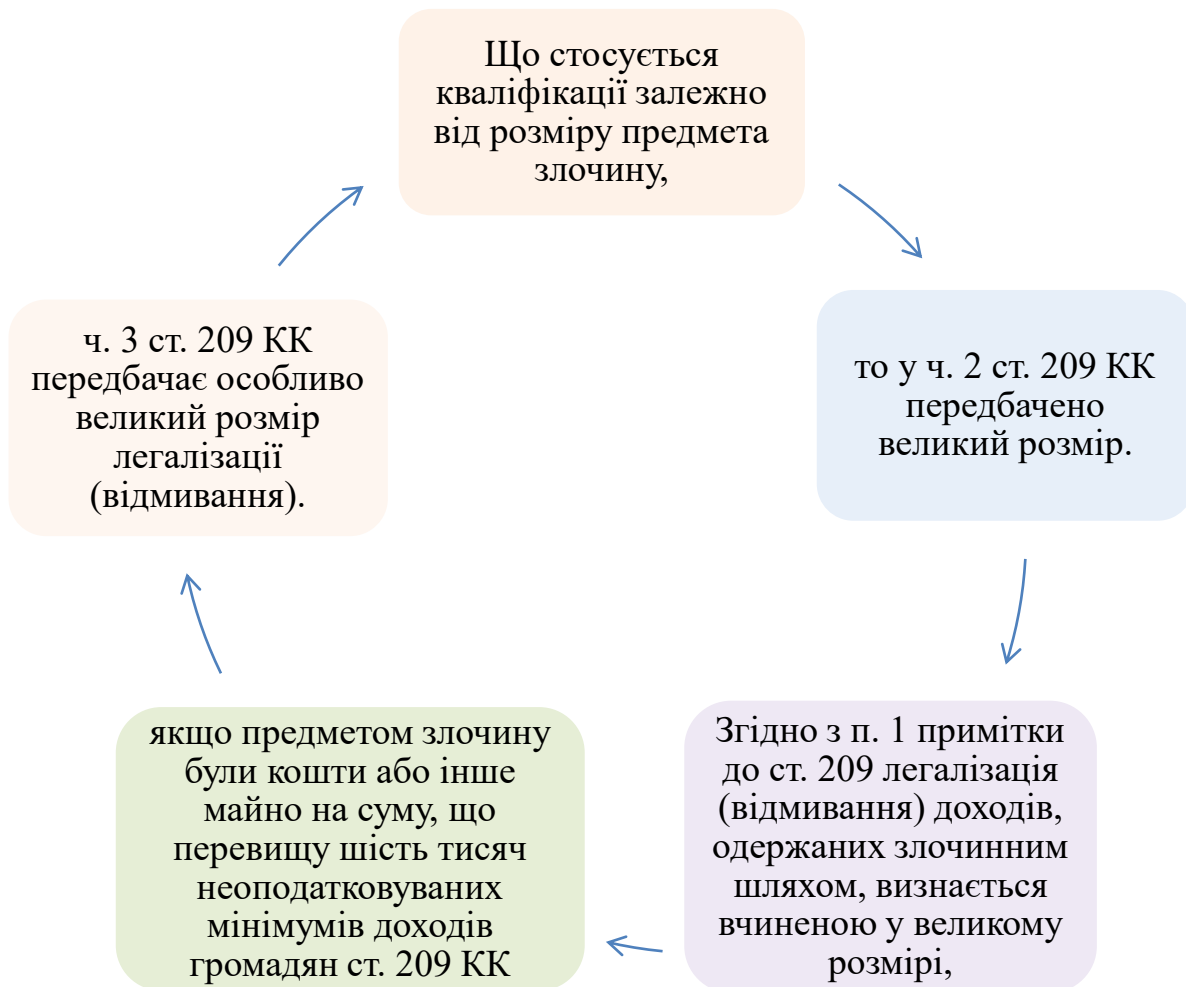 Що стосується
кваліфікації залежно
від розміру предмета
злочину,
то у ч. 2 ст. 209 КК
передбачено
великий розмір.
Згідно з п. 1 примітки
до ст. 209 легалізація
(відмивання) доходів,
одержаних злочинним
шляхом, визнається
вчиненою у великому
розмірі,
якщо предметом злочину
були кошти або інше
майно на суму, що
перевищу шість тисяч
неоподатковуваних
мінімумів доходів
громадян ст. 209 КК
ч. 3 ст. 209 КК
передбачає особливо
великий розмір
легалізації
(відмивання).